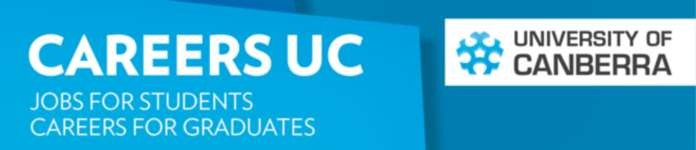 CAREERS UC
JOBS FOR STUDENTS
CAREERS FOR GRADUATES
UNIVERSITY OF
CANBERRA